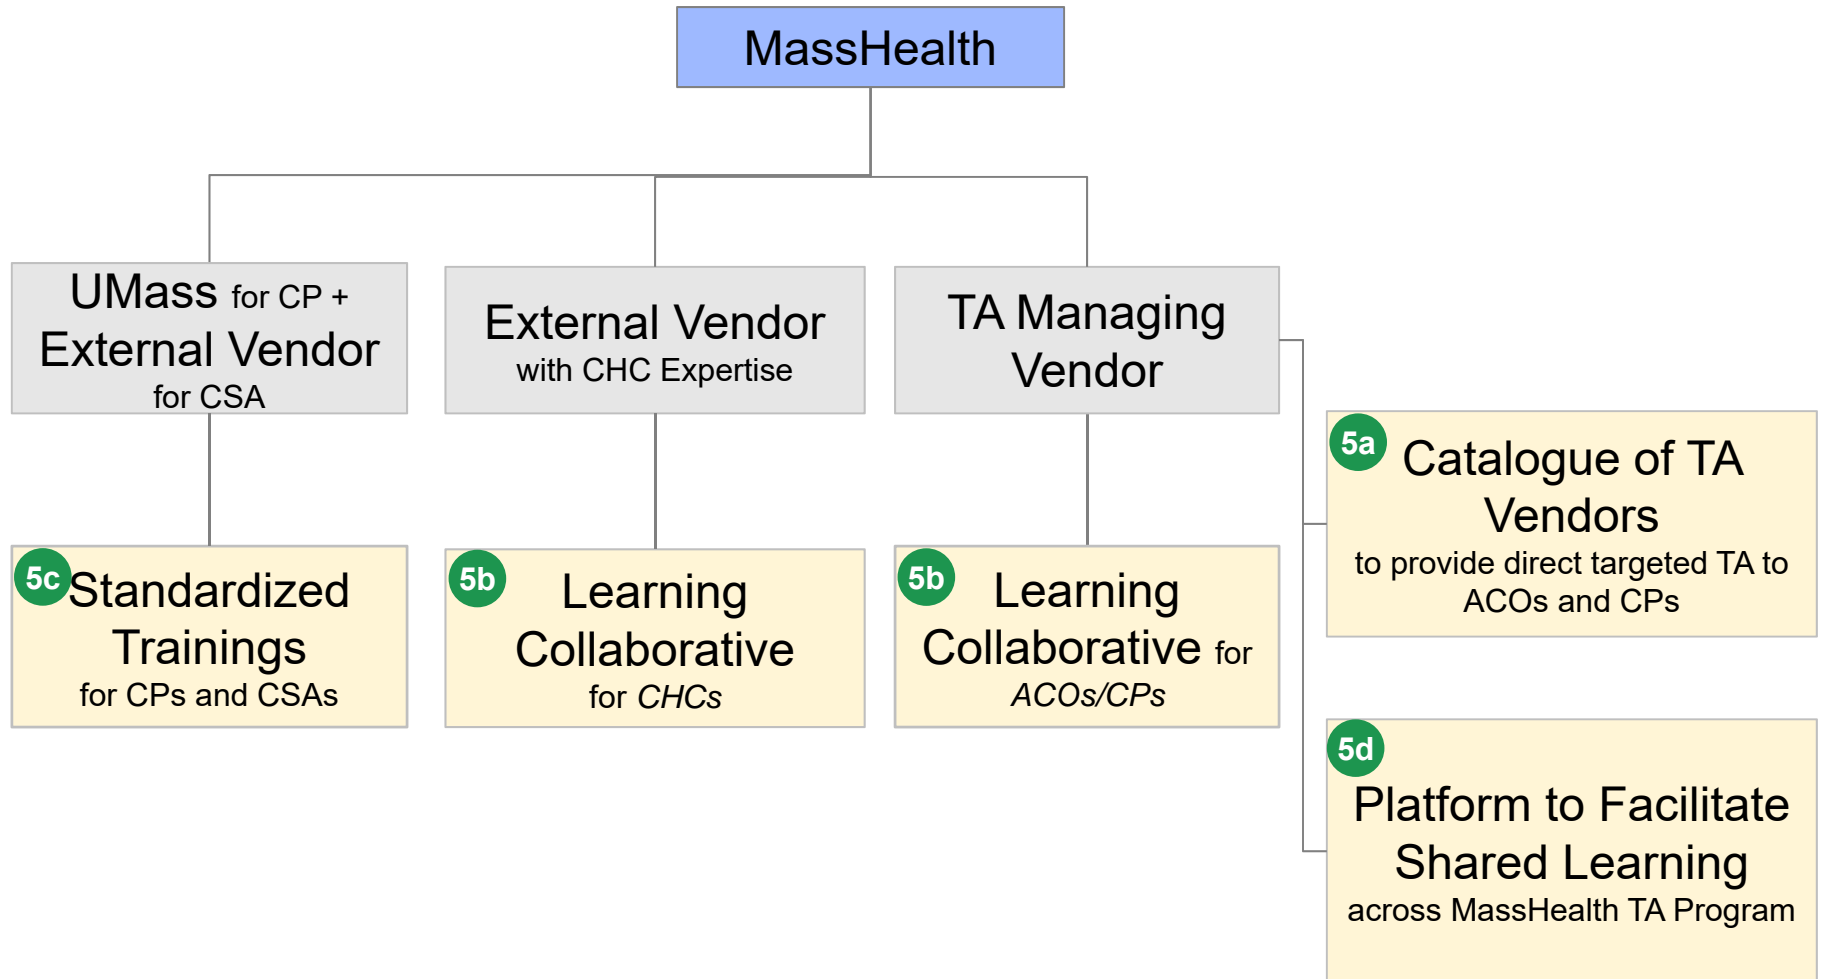 MassHealth
UMass for CP +
External Vendor
for CSA
External Vendor
with CHC Expertise
TA Managing
Vendor
5a
Catalogue of TA
Vendors
to provide direct targeted TA to
ACOs and CPs
5c
Standardized
Trainings
for CPs and CSAs
5b
Learning
Collaborative
for CHCs
5b
Learning
Collaborative for
ACOs/CPs
5d
Platform to Facilitate
Shared Learning
across MassHealth TA Program